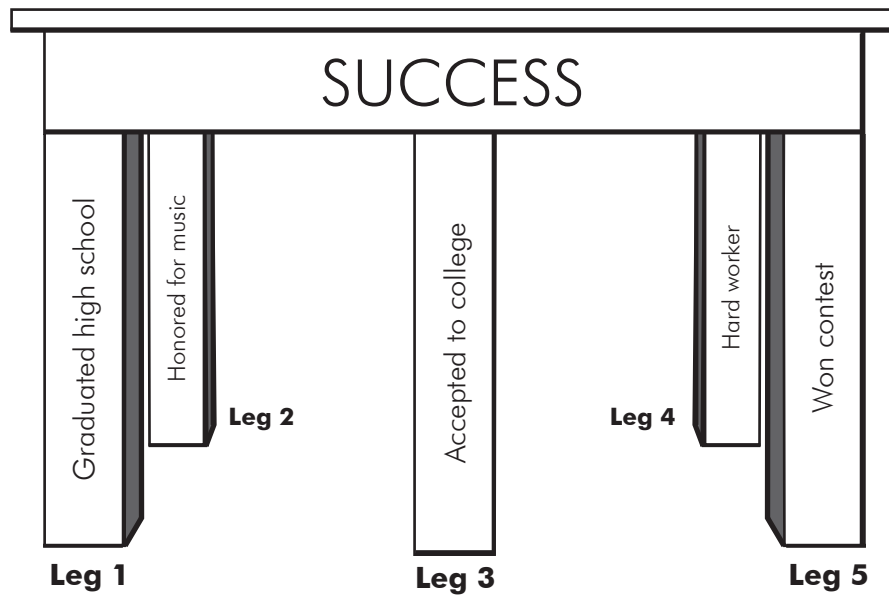 SUCCESS
Graduated high school
Honored for music
Accepted to college
Hard worker
Won contest
Leg 1
Leg 2
Leg 3
Leg 4
Leg 5